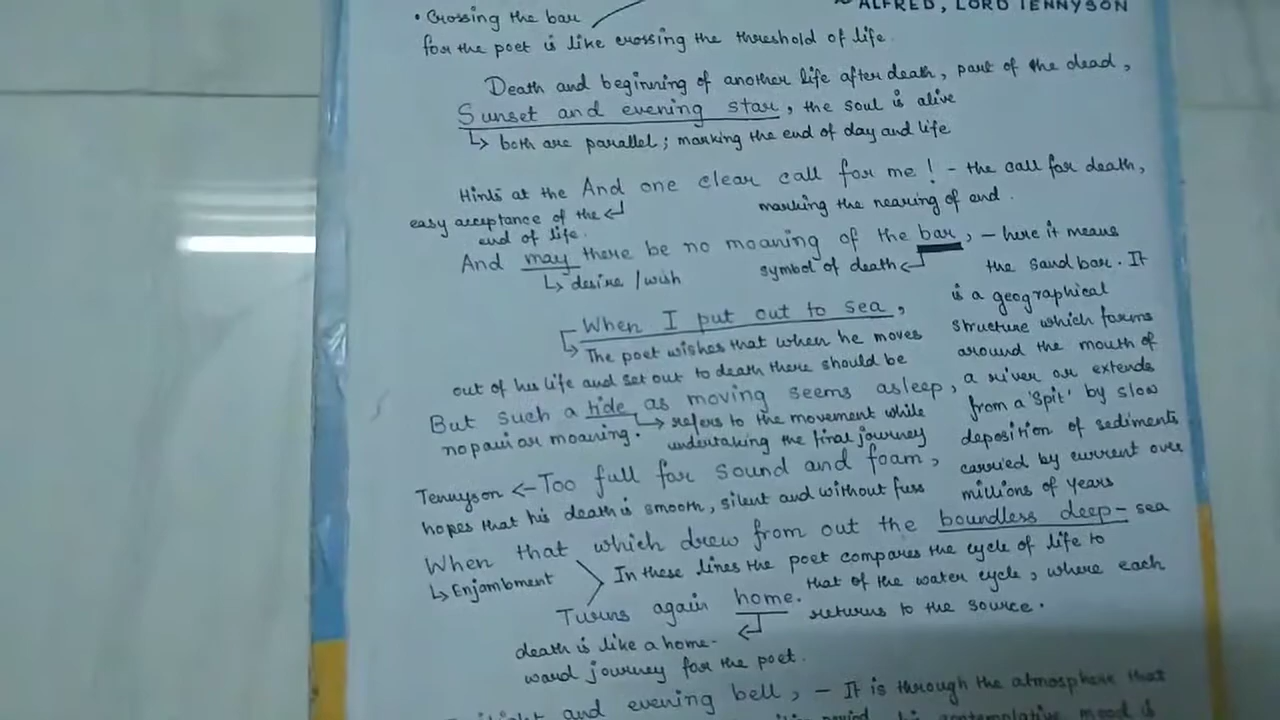 ~ ALFRED, LORD TENNYSON
• Crossing the bar
for the poet is like crossing the threshold of life.
Death and beginning of another life after death, part of the dead,
Sunset and evening star, the soul is alive
↳ both are parallel; marking the end of day and life
Hints at the And one clear call for me! - the call for death,
easy acceptance of the ↲ marking the nearing of end.
end of life.
And may there be no moaning of the bar, - here it means
↳ desire / wish symbol of death ↲ the sand bar. It
is a geographical
When I put out to sea,
structure which forms
↳ The poet wishes that when he moves
around the mouth of
out of his life and set out to death there should be
a river or extends
But such a tide as moving seems asleep,
from a 'Spit' by slow
no pain or moaning. ↳ refers to the movement while
undertaking the final journey
deposition of sediments
Too full for sound and foam,
carried by current over
Tennyson ←
hopes that his death is smooth, silent and without fuss
millions of years
When that which drew from out the boundless deep - sea
↳ Enjambment In these lines the poet compares the cycle of life to
that of the water cycle, where each
Turns again home.
returns to the source.
death is like a home-
ward journey for the poet.
and evening bell, - It is through the atmosphere that
his contemplative mood is